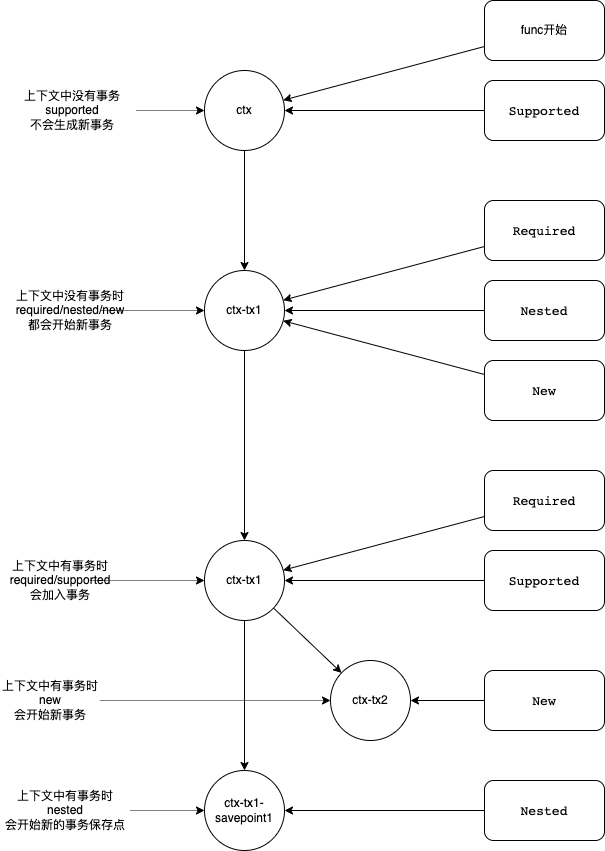 func开始
上下文中没有事务
supported
不会生成新事务
ctx
Supported
Required
上下文中没有事务时
required/nested/new
都会开始新事务
ctx-tx1
Nested
New
Required
上下文中有事务时
required/supported
会加入事务
ctx-tx1
Supported
上下文中有事务时
new
会开始新事务
ctx-tx2
New
上下文中有事务时
nested
会开始新的事务保存点
ctx-tx1-
savepoint1
Nested